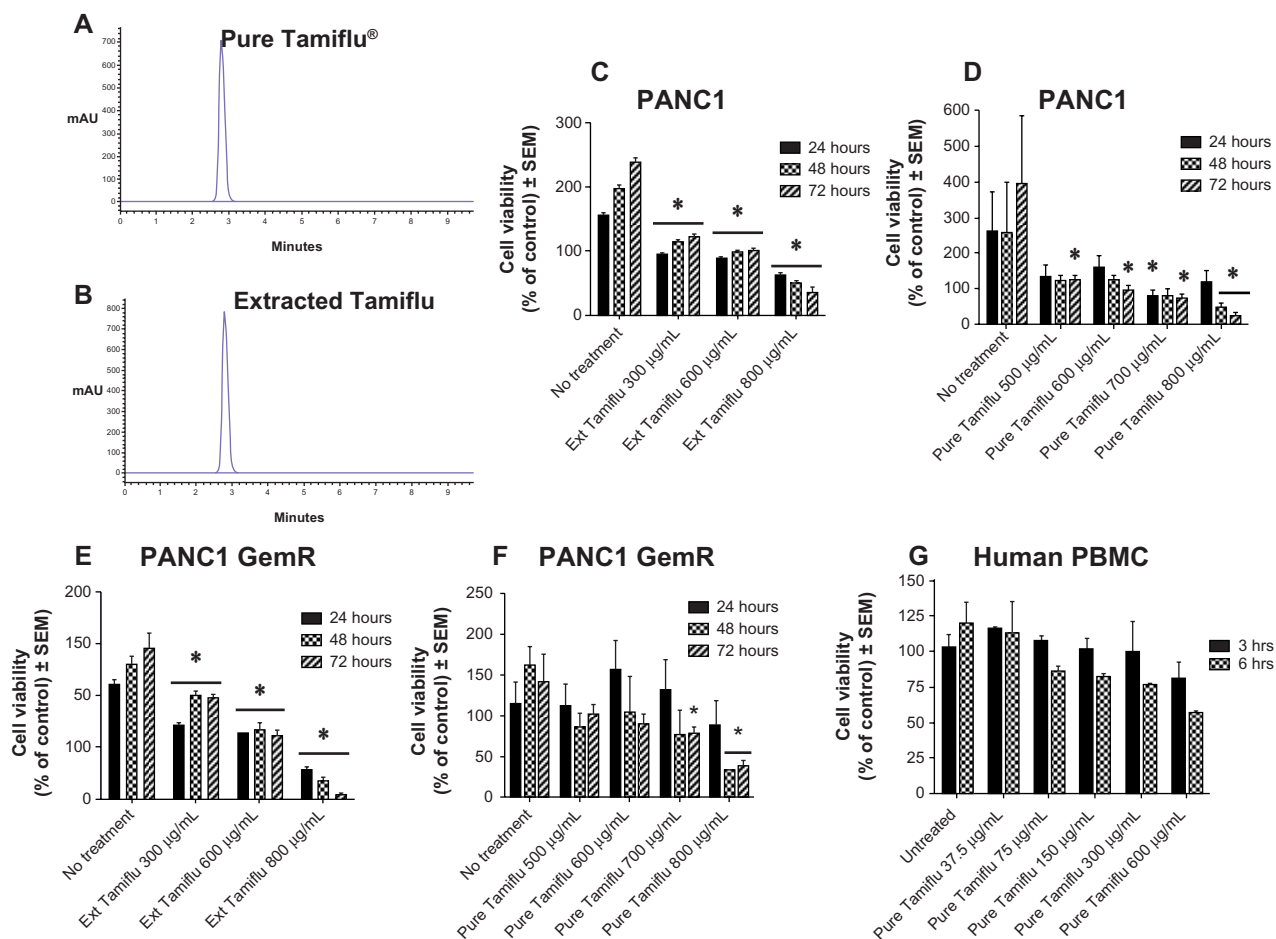 A
Pure Tamiflu®
700
600
500
400
300
200
100
0
mAU
0 1 2 3 4 5 6 7 8 9
Minutes
B
Extracted Tamiflu
800
700
600
500
400
300
200
100
0
mAU
0 1 2 3 4 5 6 7 8 9
Minutes
C
PANC1
Cell viability
(% of control) ± SEM)
300
200
100
0
24 hours
48 hours
72 hours
* * *
No treatment
Ext Tamiflu 300 µg/mL
Ext Tamiflu 600 µg/mL
Ext Tamiflu 800 µg/mL
D
PANC1
Cell viability
(% of control) ± SEM)
600
500
400
300
200
100
0
24 hours
48 hours
72 hours
* * * * *
No treatment
Pure Tamiflu 500 µg/mL
Pure Tamiflu 600 µg/mL
Pure Tamiflu 700 µg/mL
Pure Tamiflu 800 µg/mL
E
PANC1 GemR
Cell viability
(% of control) ± SEM)
200
150
50
100
0
24 hours
48 hours
72 hours
* * *
No treatment
Ext Tamiflu 300 µg/mL
Ext Tamiflu 600 µg/mL
Ext Tamiflu 800 µg/mL
F
PANC1 GemR
Cell viability
(% of control) ± SEM)
250
200
150
100
50
0
24 hours
48 hours
72 hours
* *
No treatment
Pure Tamiflu 500 µg/mL
Pure Tamiflu 600 µg/mL
Pure Tamiflu 700 µg/mL
Pure Tamiflu 800 µg/mL
G
Human PBMC
Cell viability
(% of control) ± SEM)
150
125
100
75
50
25
0
3 hrs
6 hrs
Untreated
Pure Tamiflu 37.5 µg/mL
Pure Tamiflu 75 µg/mL
Pure Tamiflu 150 µg/mL
Pure Tamiflu 300 µg/mL
Pure Tamiflu 600 µg/mL